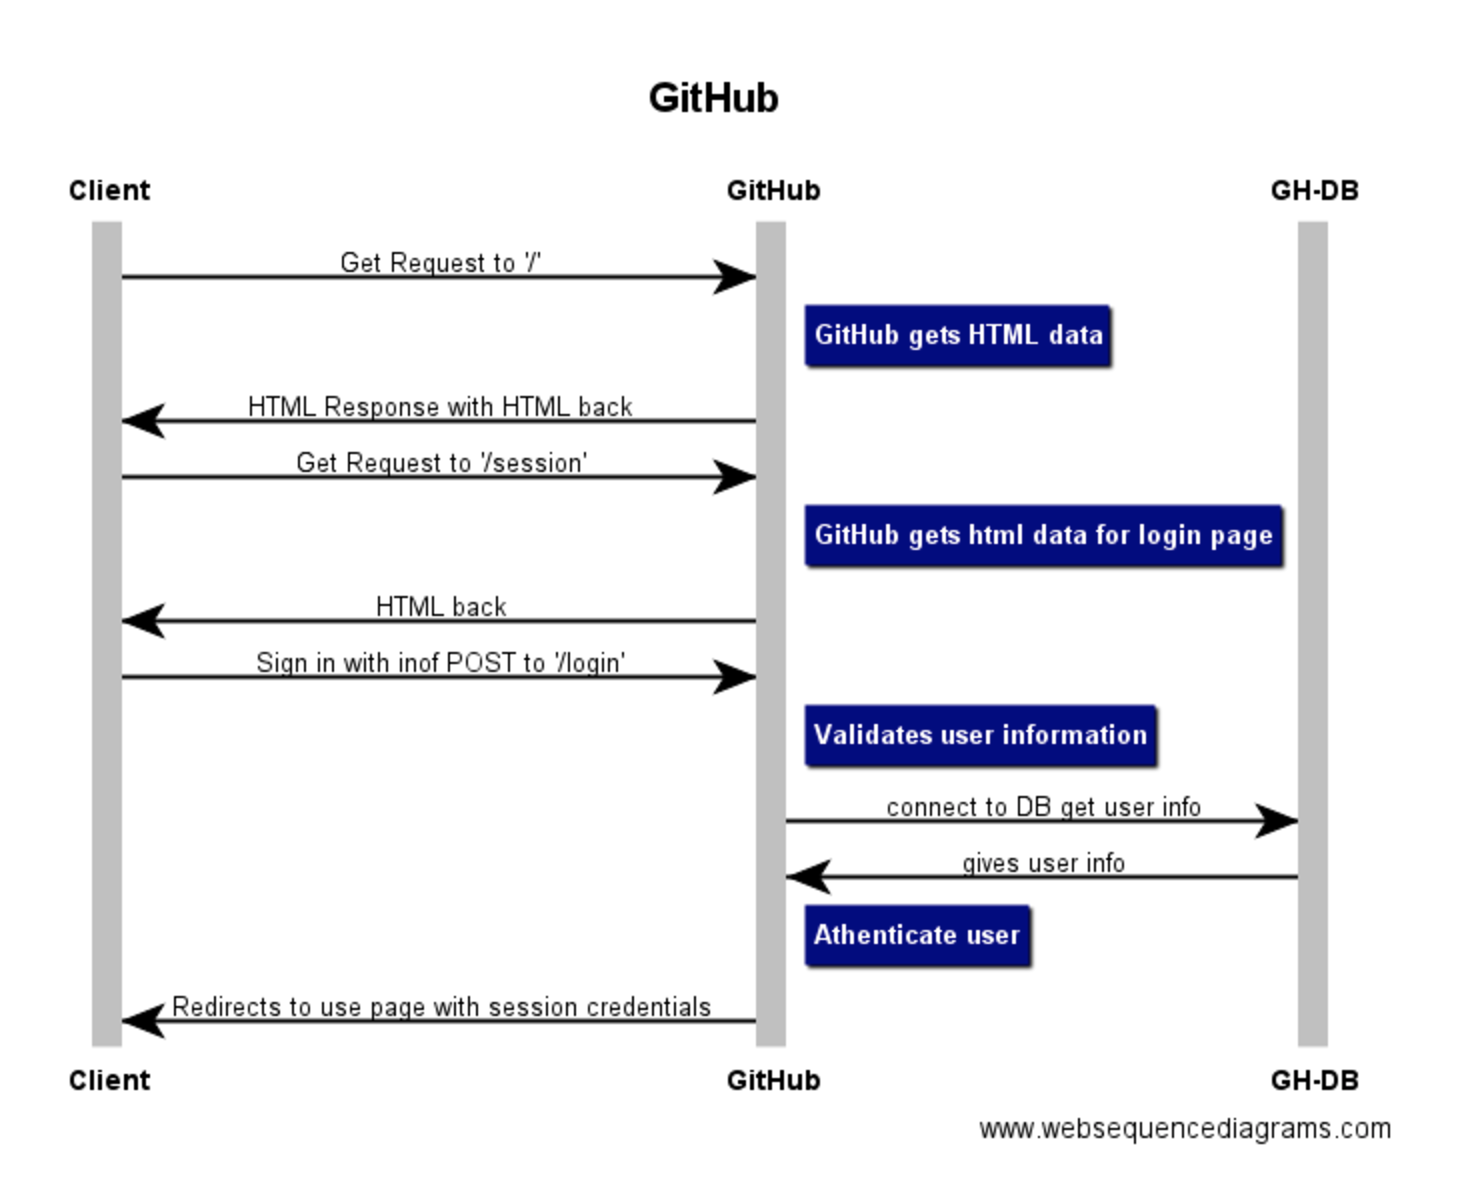 GitHub
Client
GitHub
GH-DB
Get Request to '/'
GitHub gets HTML data
HTML Response with HTML back
Get Request to '/session'
GitHub gets html data for login page
HTML back
Sign in with inof POST to '/login'
Validates user information
connect to DB get user info
gives user info
Athenticate user
Redirects to use page with session credentials
Client
GitHub
GH-DB
www.websequencediagrams.com